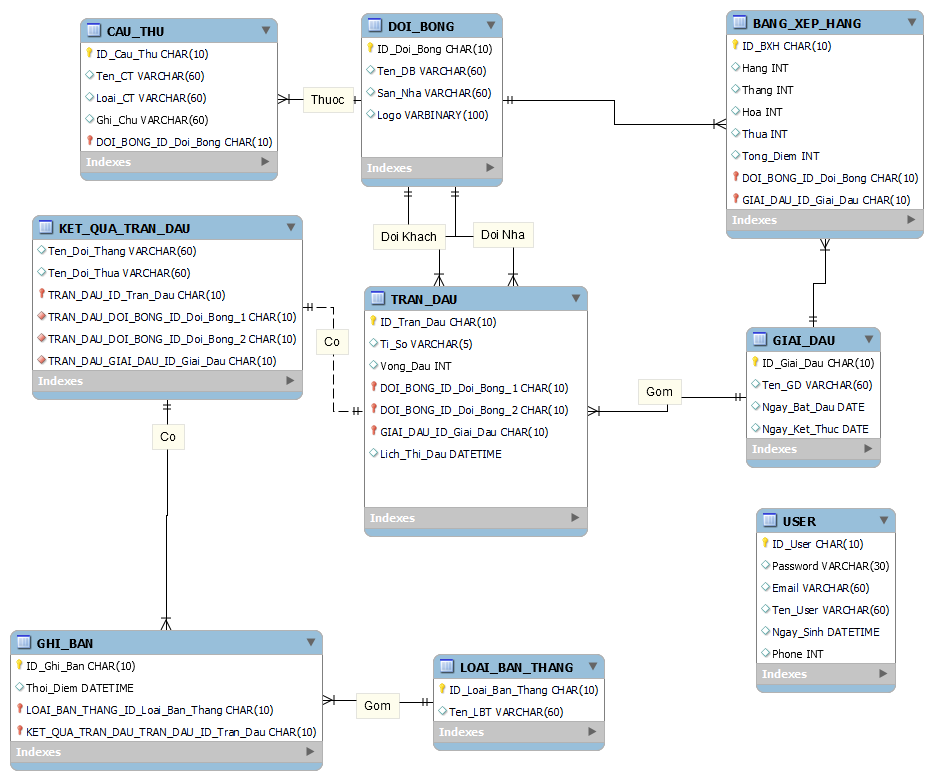 CAU_THU
ID_Cau_Thu CHAR(10)
Ten_CT VARCHAR(60)
Loai_CT VARCHAR(60)
Ghi_Chu VARCHAR(60)
DOI_BONG_ID_Doi_Bong CHAR(10)
Indexes
Thuoc
DOI_BONG
ID_Doi_Bong CHAR(10)
Ten_DB VARCHAR(60)
San_Nha VARCHAR(60)
Logo VARBINARY(100)
Indexes
BANG_XEP_HANG
ID_BXH CHAR(10)
Hang INT
Thang INT
Hoa INT
Thua INT
Tong_Diem INT
DOI_BONG_ID_Doi_Bong CHAR(10)
GIAI_DAU_ID_Giai_Dau CHAR(10)
Indexes
Doi Khach
Doi Nha
KET_QUA_TRAN_DAU
Ten_Doi_Thang VARCHAR(60)
Ten_Doi_Thua VARCHAR(60)
TRAN_DAU_ID_Tran_Dau CHAR(10)
TRAN_DAU_DOI_BONG_ID_Doi_Bong_1 CHAR(10)
TRAN_DAU_DOI_BONG_ID_Doi_Bong_2 CHAR(10)
TRAN_DAU_GIAI_DAU_ID_Giai_Dau CHAR(10)
Indexes
Co
TRAN_DAU
ID_Tran_Dau CHAR(10)
Ti_So VARCHAR(5)
Vong_Dau INT
DOI_BONG_ID_Doi_Bong_1 CHAR(10)
DOI_BONG_ID_Doi_Bong_2 CHAR(10)
GIAI_DAU_ID_Giai_Dau CHAR(10)
Lich_Thi_Dau DATETIME
Indexes
Gom
GIAI_DAU
ID_Giai_Dau CHAR(10)
Ten_GD VARCHAR(60)
Ngay_Bat_Dau DATE
Ngay_Ket_Thuc DATE
Indexes
Co
USER
ID_User CHAR(10)
Password VARCHAR(30)
Email VARCHAR(60)
Ten_User VARCHAR(60)
Ngay_Sinh DATETIME
Phone INT
Indexes
GHI_BAN
ID_Ghi_Ban CHAR(10)
Thoi_Diem DATETIME
LOAI_BAN_THANG_ID_Loai_Ban_Thang CHAR(10)
KET_QUA_TRAN_DAU_TRAN_DAU_ID_Tran_Dau CHAR(10)
Indexes
Gom
LOAI_BAN_THANG
ID_Loai_Ban_Thang CHAR(10)
Ten_LBT VARCHAR(60)
Indexes